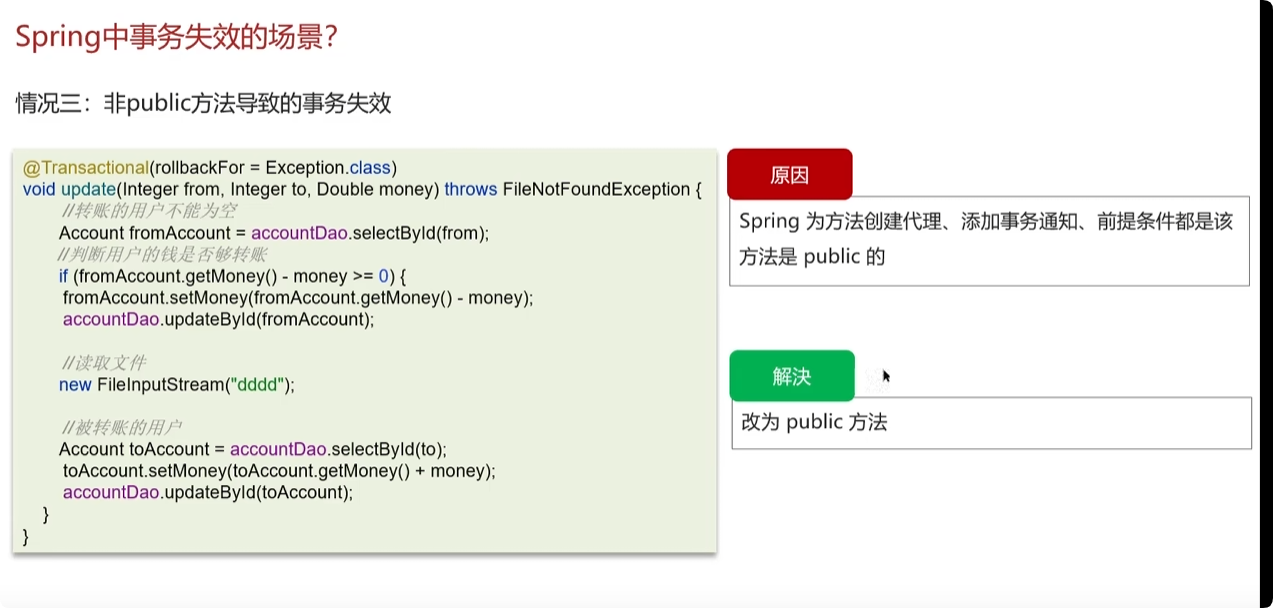 Spring中事务失效的场景？
情况三：非public方法导致的事务失效
@Transactional(rollbackFor = Exception.class)
void update(Integer from, Integer to, Double money) throws FileNotFoundException {
//转账的用户不能为空
Account fromAccount = accountDao.selectById(from);
//判断用户的钱是否够转账
if (fromAccount.getMoney() - money >= 0) {
fromAccount.setMoney(fromAccount.getMoney() - money);
accountDao.updateById(fromAccount);
//读取文件
new FileInputStream("dddd");
//被转账的用户
Account toAccount = accountDao.selectById(to);
toAccount.setMoney(toAccount.getMoney() + money);
accountDao.updateById(toAccount);
}
}
原因
Spring 为方法创建代理、添加事务通知、前提条件都是该
方法是 public 的
解决
改为 public 方法